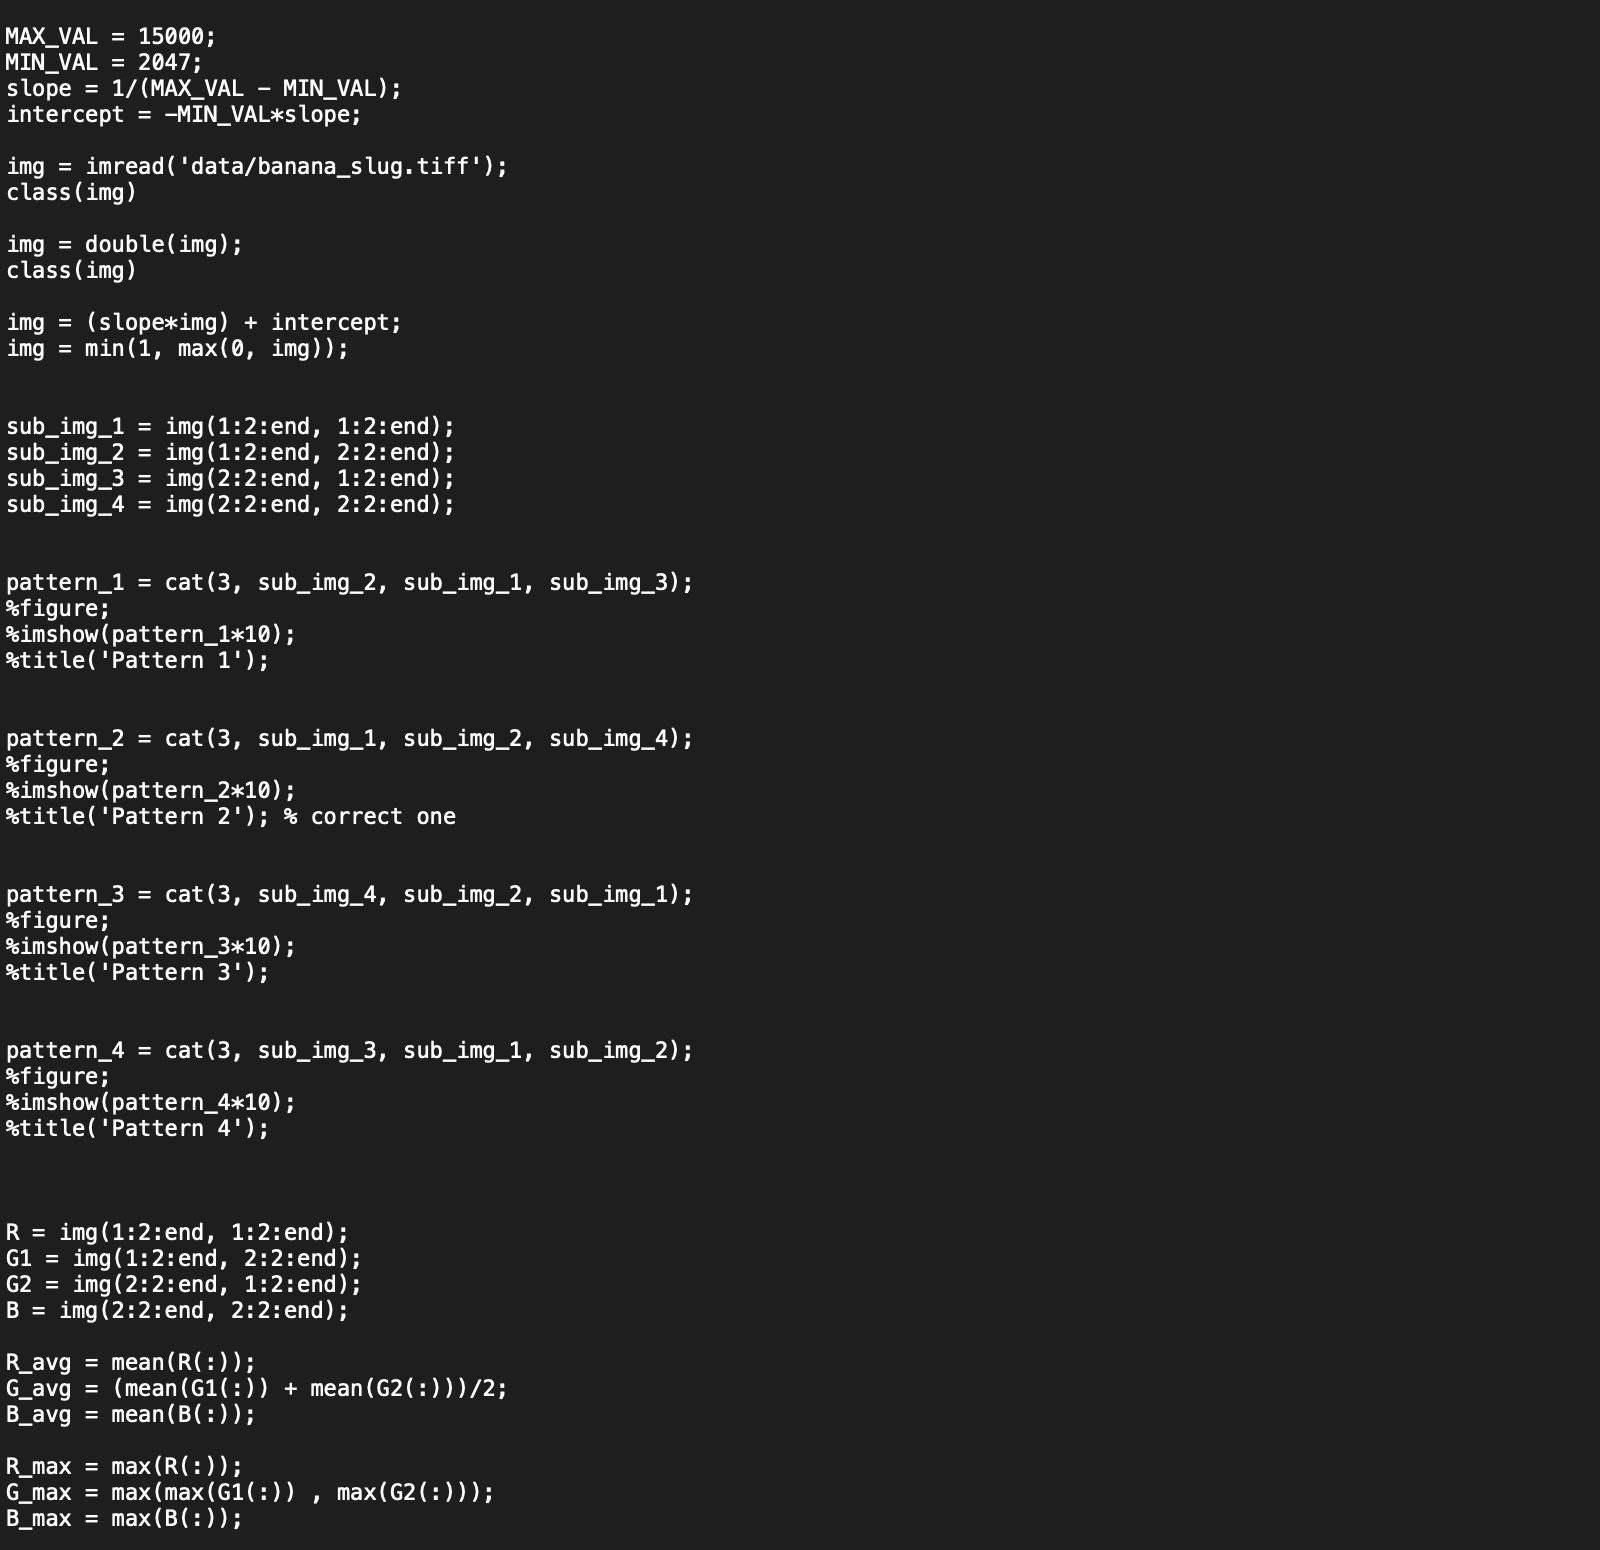 MAX_VAL = 15000;
MIN_VAL = 2047;
slope = 1/(MAX_VAL - MIN_VAL);
intercept = -MIN_VAL*slope;
img = imread('data/banana_slug.tiff');
class(img)
img = double(img);
class(img)
img = (slope*img) + intercept;
img = min(1, max(0, img));
sub_img_1 = img(1:2:end, 1:2:end);
sub_img_2 = img(1:2:end, 2:2:end);
sub_img_3 = img(2:2:end, 1:2:end);
sub_img_4 = img(2:2:end, 2:2:end);
pattern_1 = cat(3, sub_img_2, sub_img_1, sub_img_3);
%figure;
%imshow(pattern_1*10);
%title('Pattern 1');
pattern_2 = cat(3, sub_img_1, sub_img_2, sub_img_4);
%figure;
%imshow(pattern_2*10);
%title('Pattern 2'); % correct one
pattern_3 = cat(3, sub_img_4, sub_img_2, sub_img_1);
%figure;
%imshow(pattern_3*10);
%title('Pattern 3');
pattern_4 = cat(3, sub_img_3, sub_img_1, sub_img_2);
%figure;
%imshow(pattern_4*10);
%title('Pattern 4');
R = img(1:2:end, 1:2:end);
G1 = img(1:2:end, 2:2:end);
G2 = img(2:2:end, 1:2:end);
B = img(2:2:end, 2:2:end);
R_avg = mean(R(:));
G_avg = (mean(G1(:)) + mean(G2(:)))/2;
B_avg = mean(B(:));
R_max = max(R(:));
G_max = max(max(G1(:)) , max(G2(:)));
B_max = max(B(:));